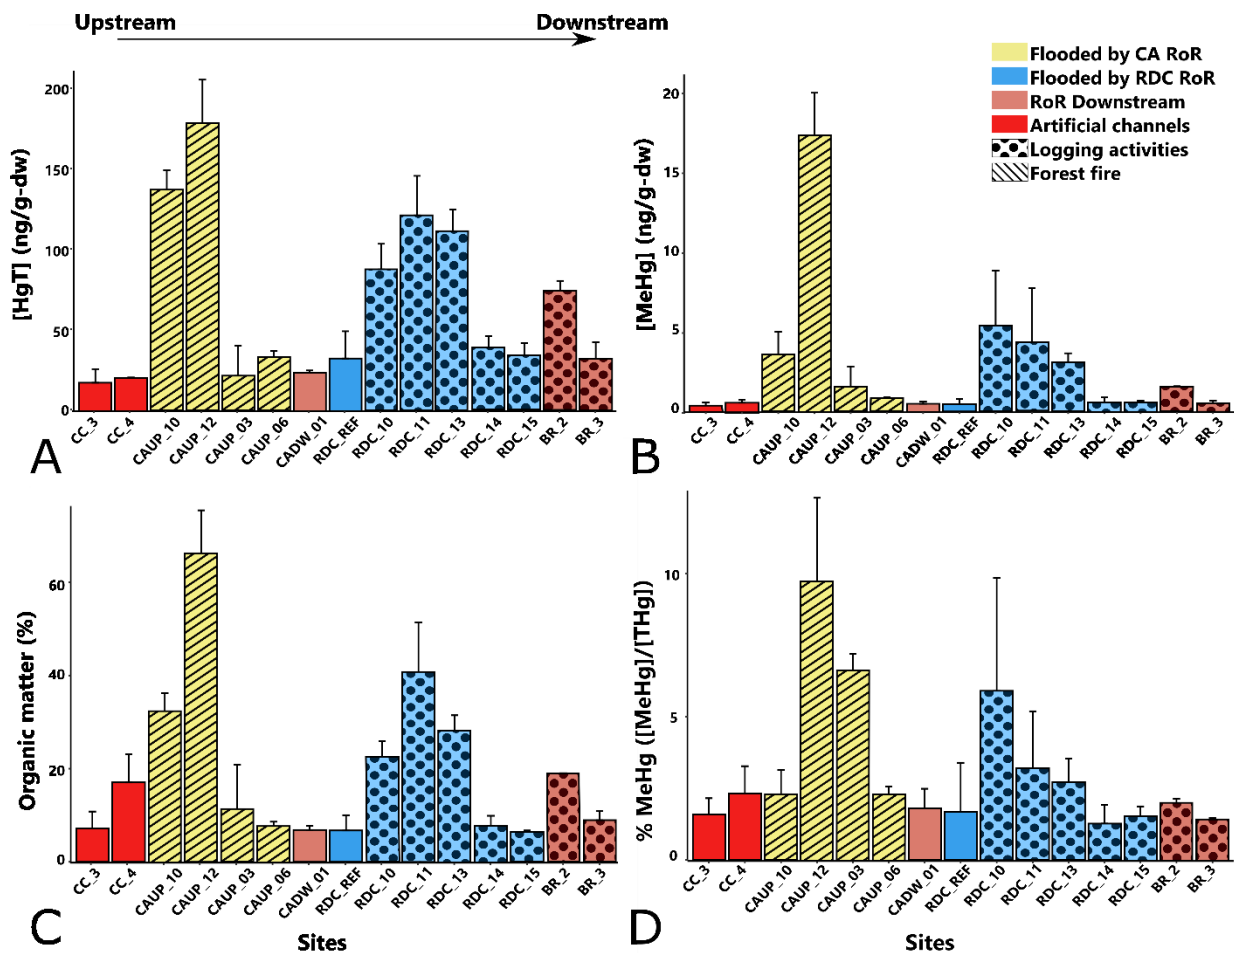 A
Upstream
Downstream
Flooded by CA RoR
Flooded by RDC RoR
RoR Downstream
Artificial channels
Logging activities
Forest fire
[HgT] (ng/g-dw)
200
150
100
50
0
CC_3
CC_4
CAUP_10
CAUP_12
CAUP_03
CAUP_06
CADW_01
RDC_REF
RDC_10
RDC_11
RDC_13
RDC_14
RDC_15
BR_2
BR_3
B
[MeHg] (ng/g-dw)
20
15
10
5
0
CC_3
CC_4
CAUP_10
CAUP_12
CAUP_03
CAUP_06
CADW_01
RDC_REF
RDC_10
RDC_11
RDC_13
RDC_14
RDC_15
BR_2
BR_3
C
Organic matter (%)
60
40
20
0
CC_3
CC_4
CAUP_10
CAUP_12
CAUP_03
CAUP_06
CADW_01
RDC_REF
RDC_10
RDC_11
RDC_13
RDC_14
RDC_15
BR_2
BR_3
Sites
D
% MeHg ([MeHg]/[THg])
10
5
0
CC_3
CC_4
CAUP_10
CAUP_12
CAUP_03
CAUP_06
CADW_01
RDC_REF
RDC_10
RDC_11
RDC_13
RDC_14
RDC_15
BR_2
BR_3
Sites